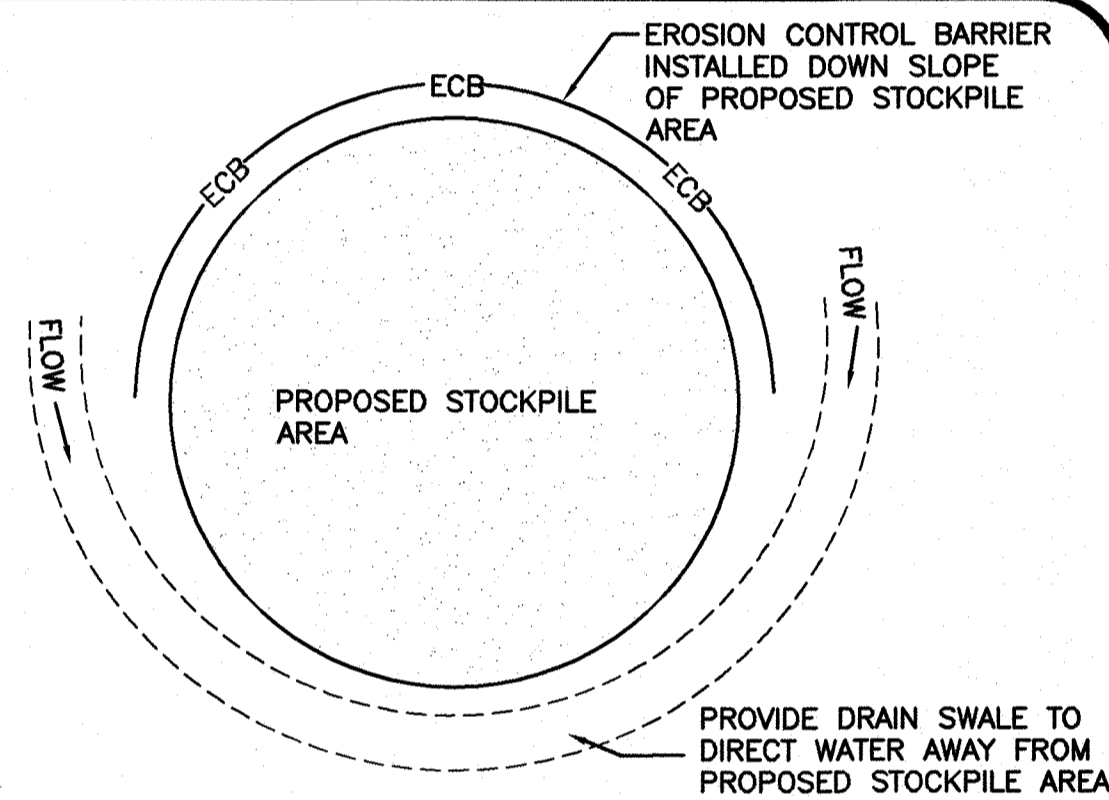 EROSION CONTROL BARRIER
INSTALLED DOWN SLOPE
OF PROPOSED STOCKPILE
AREA
ECB
ECB
ECB
FLOW
FLOW
PROPOSED STOCKPILE
AREA
PROVIDE DRAIN SWALE TO
DIRECT WATER AWAY FROM
PROPOSED STOCKPILE AREA